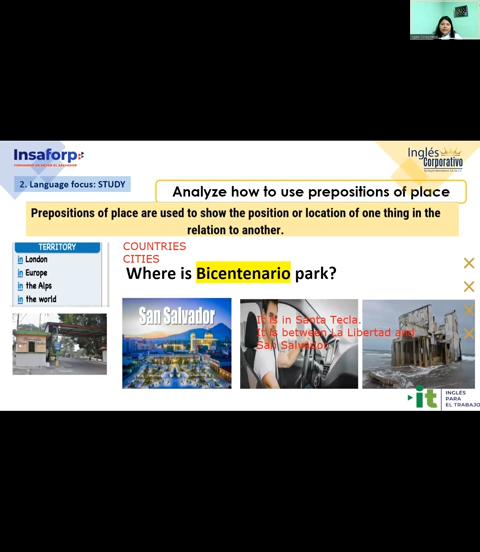 Insaforp
Inglés
Corporativo
2. Language focus: STUDY
Analyze how to use prepositions of place
Prepositions of place are used to show the position or location of one thing in the
relation to another.
TERRITORY
in London
in Europe
in the Alps
in the world
COUNTRIES
CITIES
Where is Bicentenario park?
San Salvador
It is in Santa Tecla.
It is between La Libertad and
San Salvador.
it
INGLÉS
PARA
EL TRABAJO